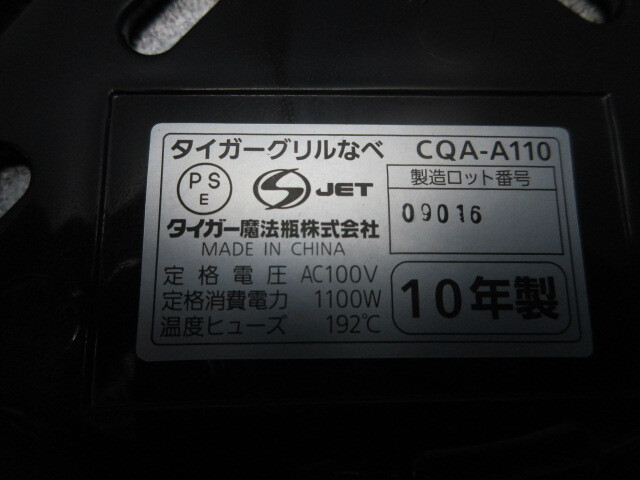 タイガーグリルなべ CQA-A110
PS
E
S JET
製造ロット番号
09016
タイガー魔法瓶株式会社
MADE IN CHINA
定格電圧 AC100V
定格消費電力 1100W
温度ヒューズ 192℃
10年製